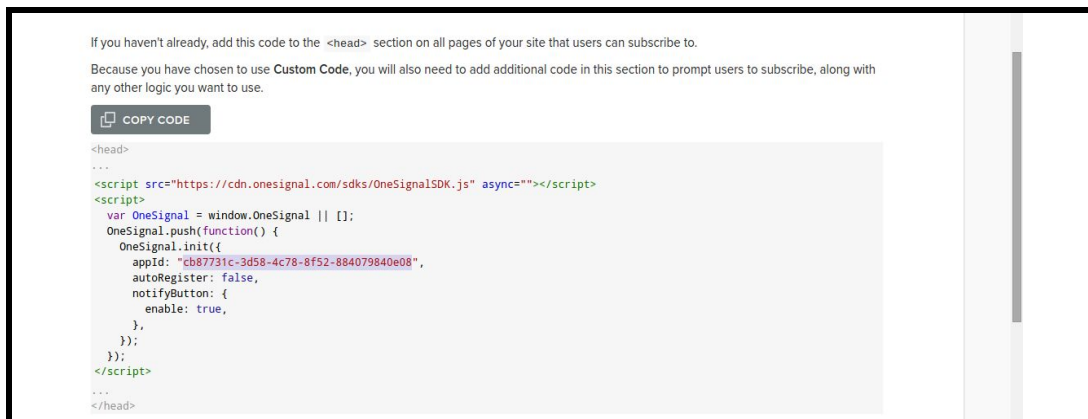 If you haven't already, add this code to the <head> section on all pages of your site that users can subscribe to.
Because you have chosen to use Custom Code, you will also need to add additional code in this section to prompt users to subscribe, along with
any other logic you want to use.
COPY CODE
<head>
...
<script src="https://cdn.onesignal.com/sdks/OneSignalSDK.js" async=""></script>
<script>
  var OneSignal = window.OneSignal || [];
  OneSignal.push(function() {
    OneSignal.init({
      appId: "cb87731c-3d58-4c78-8f52-884079840e08",
      autoRegister: false,
      notifyButton: {
        enable: true,
      },
    });
  });
</script>
...
</head>